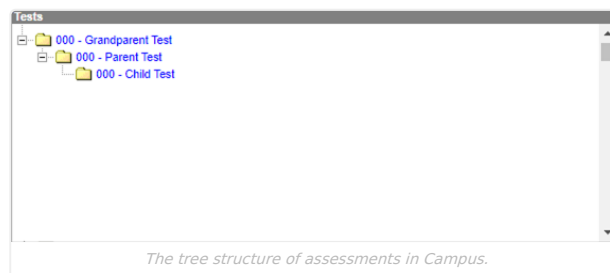 Tests
000 - Grandparent Test
000 - Parent Test
000 - Child Test
The tree structure of assessments in Campus.